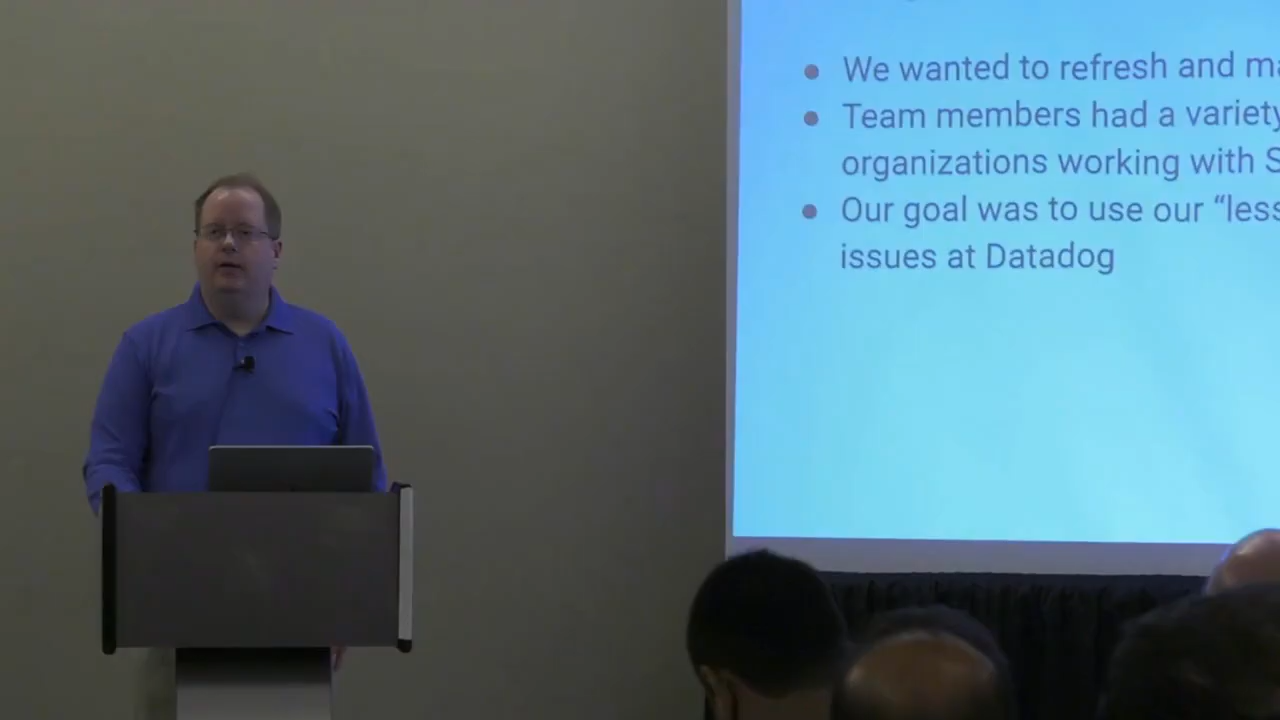 • We wanted to refresh and ma
• Team members had a variety
organizations working with S
• Our goal was to use our “less
issues at Datadog